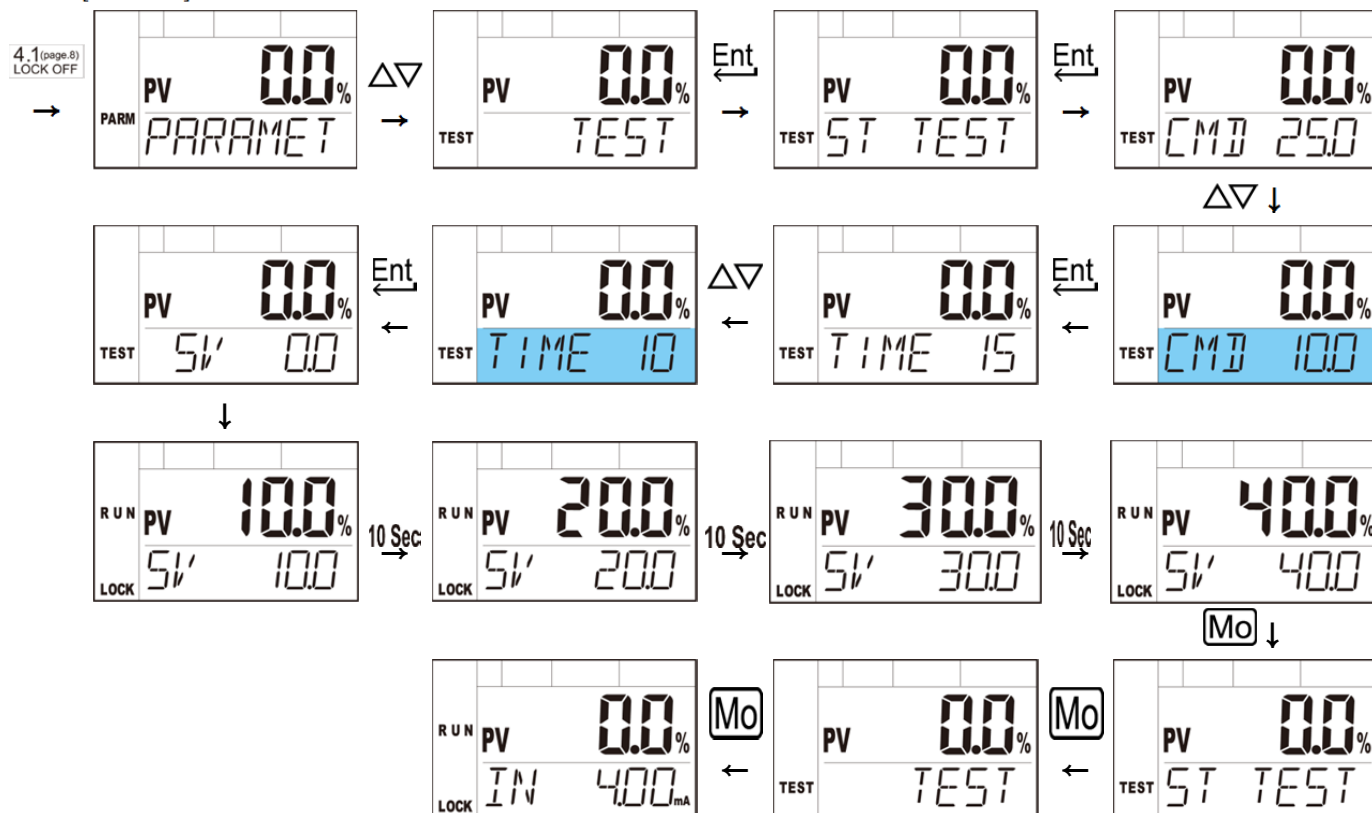 4.1(page.8)
LOCK OFF
→
PV 0.0%
PARM PARAMET
△▽
→
PV 0.0%
TEST TEST
Ent
→
PV 0.0%
TEST ST TEST
Ent
→
PV 0.0%
TEST CMD 25.0
△▽ ↓
PV 0.0%
TEST SV 0.0
Ent
←
PV 0.0%
TEST TIME 10
△▽
←
PV 0.0%
TEST TIME 15
Ent
←
PV 0.0%
TEST CMD 10.0
↓
RUN PV 10.0%
LOCK SV 10.0
10 Sec
→
RUN PV 20.0%
LOCK SV 20.0
10 Sec
→
RUN PV 30.0%
LOCK SV 30.0
10 Sec
→
RUN PV 40.0%
LOCK SV 40.0
Mo ↓
RUN PV 0.0%
LOCK IN 4.00 mA
Mo
←
PV 0.0%
TEST TEST
Mo
←
PV 0.0%
TEST ST TEST